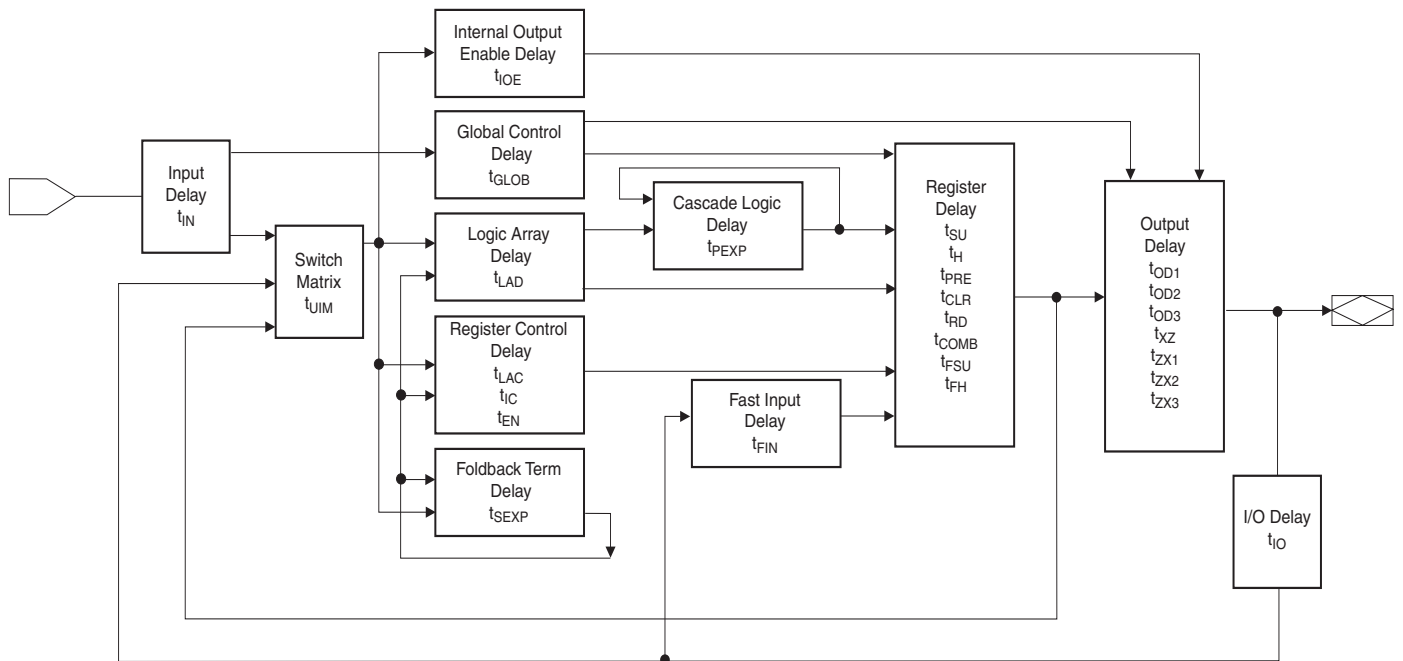 Internal Output
Enable Delay
tIOE
Global Control
Delay
tGLOB
Input
Delay
tIN
Switch
Matrix
tUIM
Logic Array
Delay
tLAD
Cascade Logic
Delay
tPEXP
Register Control
Delay
tLAC
tIC
tEN
Foldback Term
Delay
tSEXP
Fast Input
Delay
tFIN
Register
Delay
tSU
tH
tPRE
tCLR
tRD
tCOMB
tFSU
tFH
Output
Delay
tOD1
tOD2
tOD3
tXZ
tZX1
tZX2
tZX3
I/O Delay
tIO